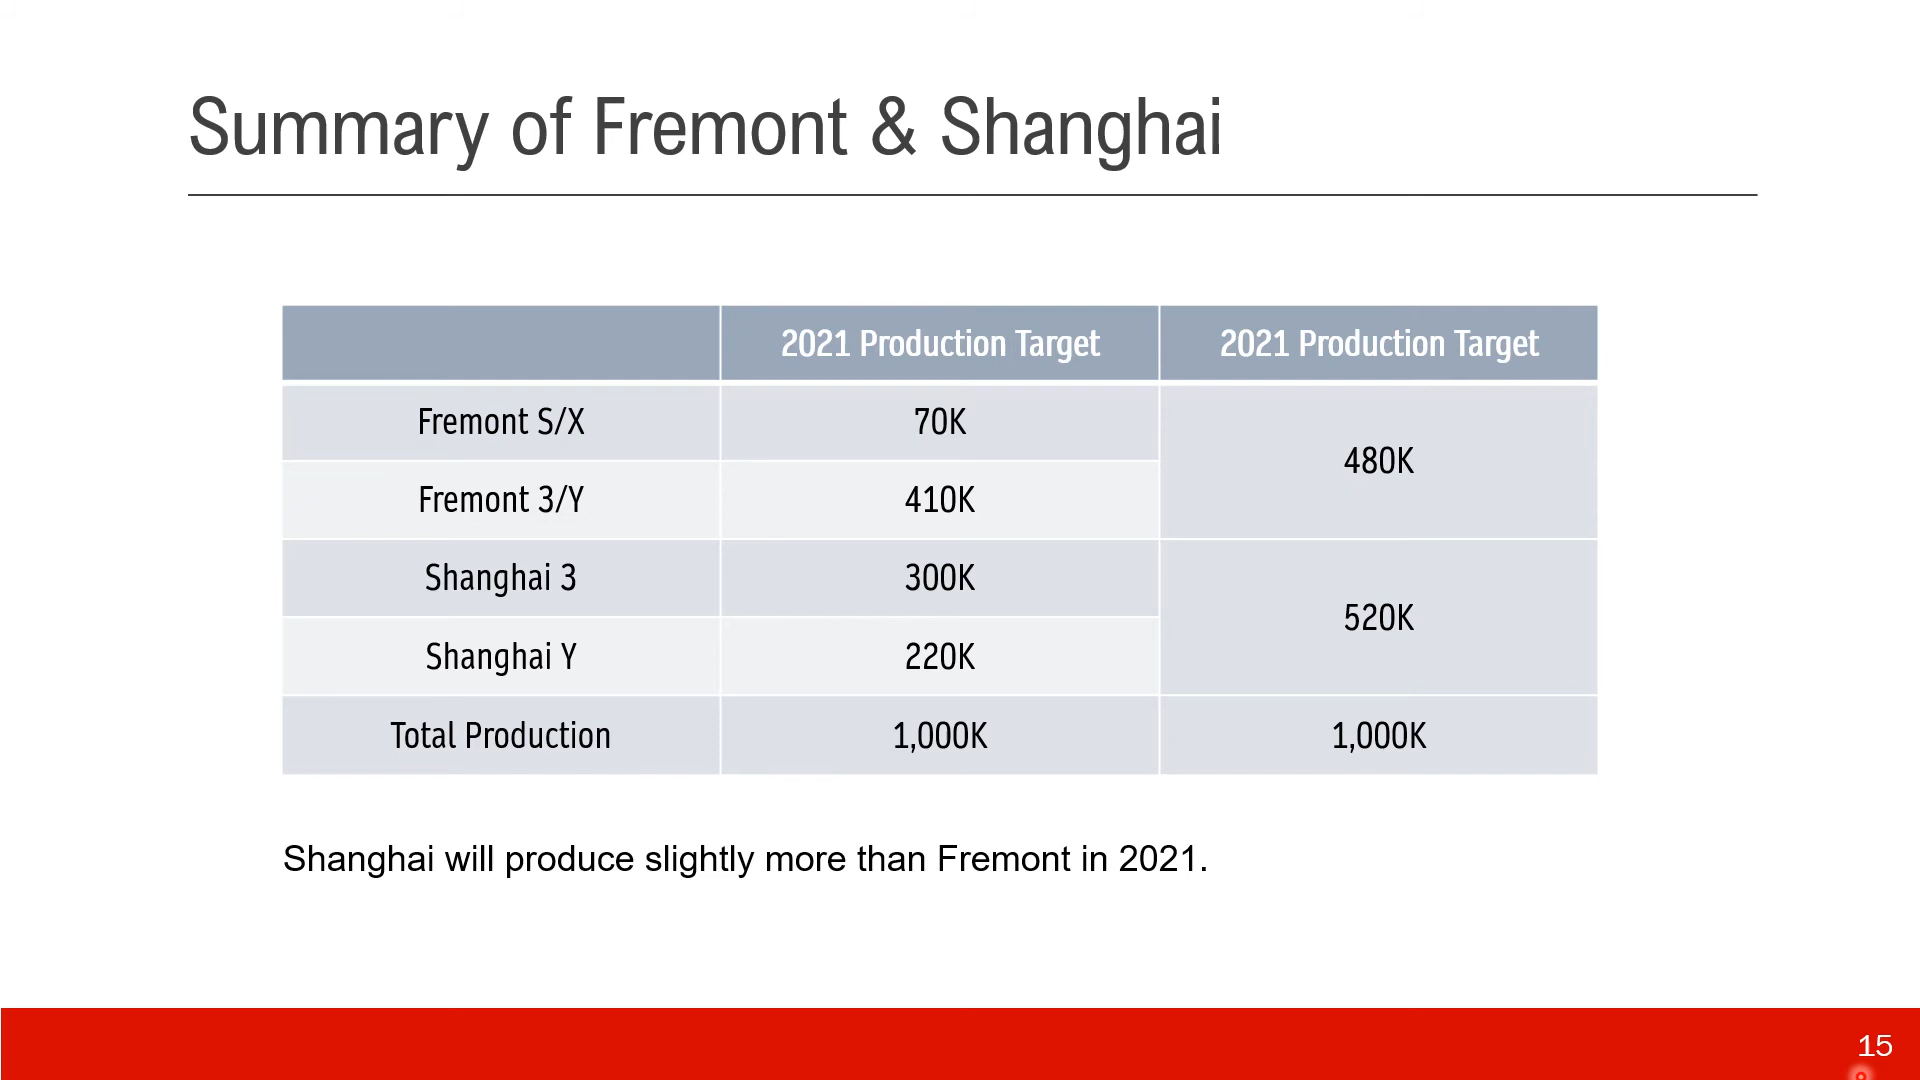 Summary of Fremont & Shanghai
2021 Production Target 2021 Production Target
Fremont S/X 70K
480K
Fremont 3/Y 410K
Shanghai 3 300K
520K
Shanghai Y 220K
Total Production 1,000K 1,000K
Shanghai will produce slightly more than Fremont in 2021.
15